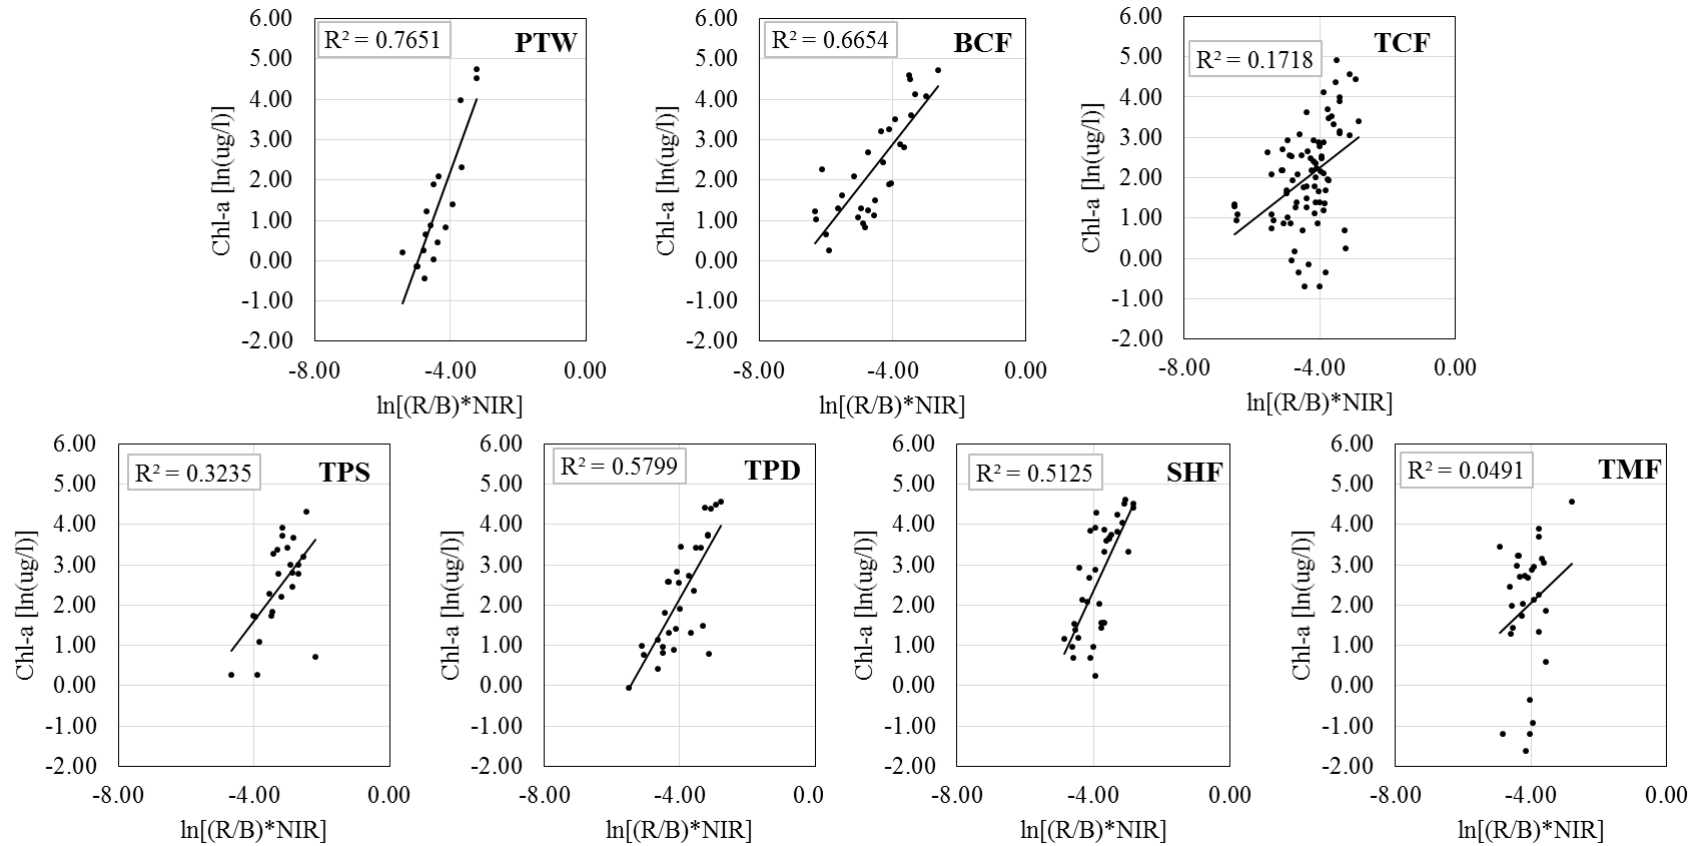 6.00
5.00
4.00
3.00
2.00
1.00
0.00
-1.00
-2.00
Chl-a [ln(ug/l)]
R² = 0.7651
PTW
-8.00 -4.00 0.00
ln[(R/B)*NIR]
6.00
5.00
4.00
3.00
2.00
1.00
0.00
-1.00
-2.00
Chl-a [ln(ug/l)]
R² = 0.6654
BCF
-8.00 -4.00 0.00
ln[(R/B)*NIR]
6.00
5.00
4.00
3.00
2.00
1.00
0.00
-1.00
-2.00
Chl-a [ln(ug/l)]
R² = 0.1718
TCF
-8.00 -4.00 0.00
ln[(R/B)*NIR]
6.00
5.00
4.00
3.00
2.00
1.00
0.00
-1.00
-2.00
Chl-a [ln(ug/l)]
R² = 0.3235
TPS
-8.00 -4.00 0.00
ln[(R/B)*NIR]
6.00
5.00
4.00
3.00
2.00
1.00
0.00
-1.00
-2.00
Chl-a [ln(ug/l)]
R² = 0.5799
TPD
-8.00 -4.00 0.00
ln[(R/B)*NIR]
6.00
5.00
4.00
3.00
2.00
1.00
0.00
-1.00
-2.00
Chl-a [ln(ug/l)]
R² = 0.5125
SHF
-8.00 -4.00 0.00
ln[(R/B)*NIR]
6.00
5.00
4.00
3.00
2.00
1.00
0.00
-1.00
-2.00
Chl-a [ln(ug/l)]
R² = 0.0491
TMF
-8.00 -4.00 0.00
ln[(R/B)*NIR]